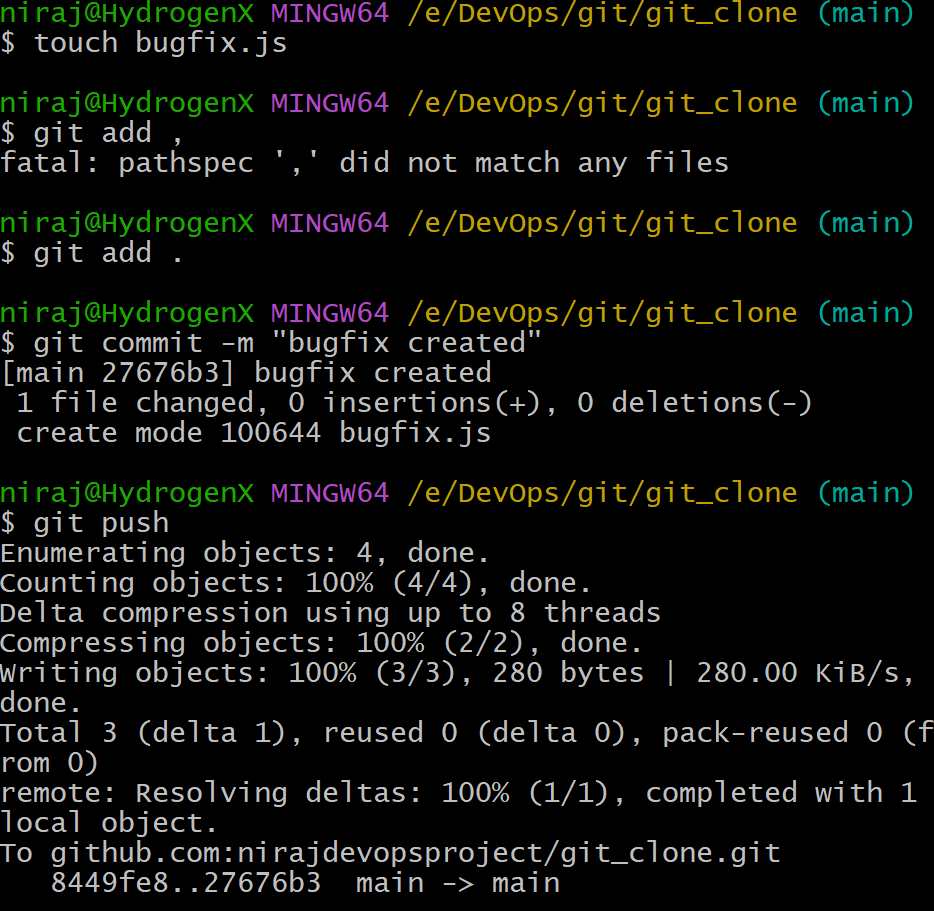 niraj@HydrogenX MINGW64 /e/DevOps/git/git_clone (main)
$ touch bugfix.js
niraj@HydrogenX MINGW64 /e/DevOps/git/git_clone (main)
$ git add ,
fatal: pathspec ',' did not match any files
niraj@HydrogenX MINGW64 /e/DevOps/git/git_clone (main)
$ git add .
niraj@HydrogenX MINGW64 /e/DevOps/git/git_clone (main)
$ git commit -m "bugfix created"
[main 27676b3] bugfix created
 1 file changed, 0 insertions(+), 0 deletions(-)
 create mode 100644 bugfix.js
niraj@HydrogenX MINGW64 /e/DevOps/git/git_clone (main)
$ git push
Enumerating objects: 4, done.
Counting objects: 100% (4/4), done.
Delta compression using up to 8 threads
Compressing objects: 100% (2/2), done.
Writing objects: 100% (3/3), 280 bytes | 280.00 KiB/s,
done.
Total 3 (delta 1), reused 0 (delta 0), pack-reused 0 (f
rom 0)
remote: Resolving deltas: 100% (1/1), completed with 1
local object.
To github.com:nirajdevopsproject/git_clone.git
   8449fe8..27676b3  main -> main